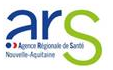 ars
Agence Régionale de Santé
Nouvelle-Aquitaine